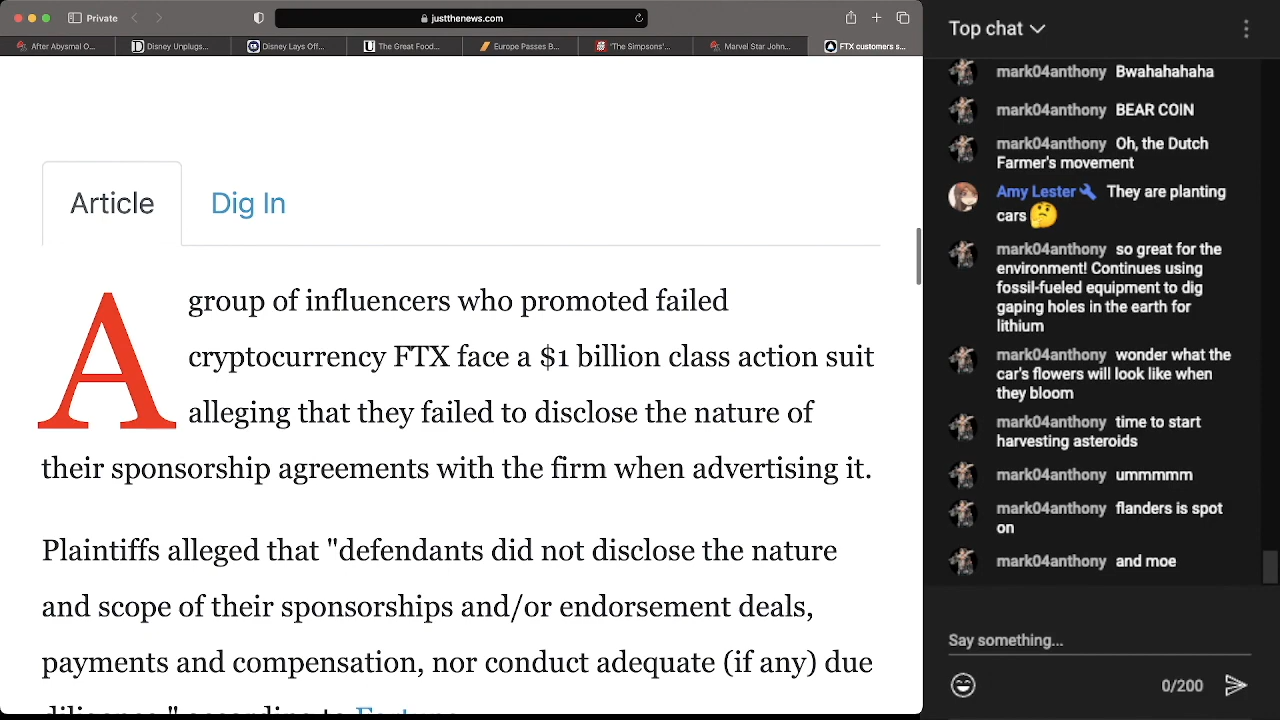 Private
justthenews.com
After Abysmal O...
Disney Unplugs...
Disney Lays Off...
The Great Food...
Europe Passes B...
'The Simpsons'...
Marvel Star John...
FTX customers s...
Article
Dig In
A group of influencers who promoted failed
cryptocurrency FTX face a $1 billion class action suit
alleging that they failed to disclose the nature of
their sponsorship agreements with the firm when advertising it.
Plaintiffs alleged that "defendants did not disclose the nature
and scope of their sponsorships and/or endorsement deals,
payments and compensation, nor conduct adequate (if any) due
diligence," according to Fortune
Top chat
mark04anthony Bwahahahaha
mark04anthony BEAR COIN
mark04anthony Oh, the Dutch
Farmer's movement
Amy Lester They are planting
cars 🤔
mark04anthony so great for the
environment! Continues using
fossil-fueled equipment to dig
gaping holes in the earth for
lithium
mark04anthony wonder what the
car's flowers will look like when
they bloom
mark04anthony time to start
harvesting asteroids
mark04anthony ummmmm
mark04anthony flanders is spot
on
mark04anthony and moe
Say something...
0/200